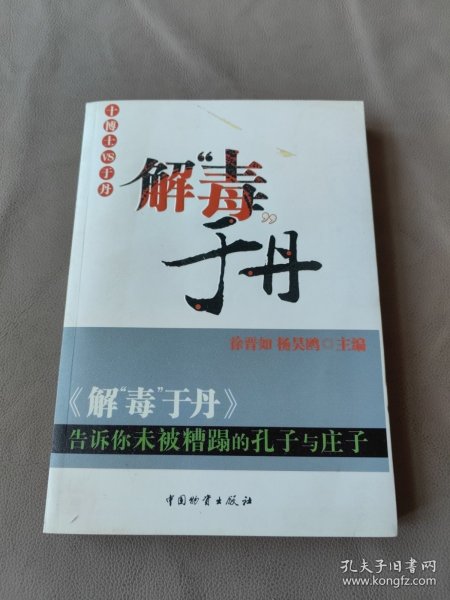 十博士VS于丹
解“毒”
于丹
徐晋如 杨昊鸥◎主编
《解“毒”于丹》
告诉你未被糟蹋的孔子与庄子
中国物资出版社
孔夫子旧书网
www.kongfz.com